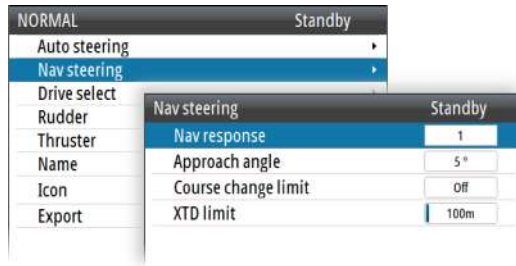 NORMAL Standby
Auto steering
Nav steering
Drive select
Rudder
Thruster
Name
Icon
Export
Nav steering Standby
Nav response 1
Approach angle 5°
Course change limit Off
XTD limit 100m